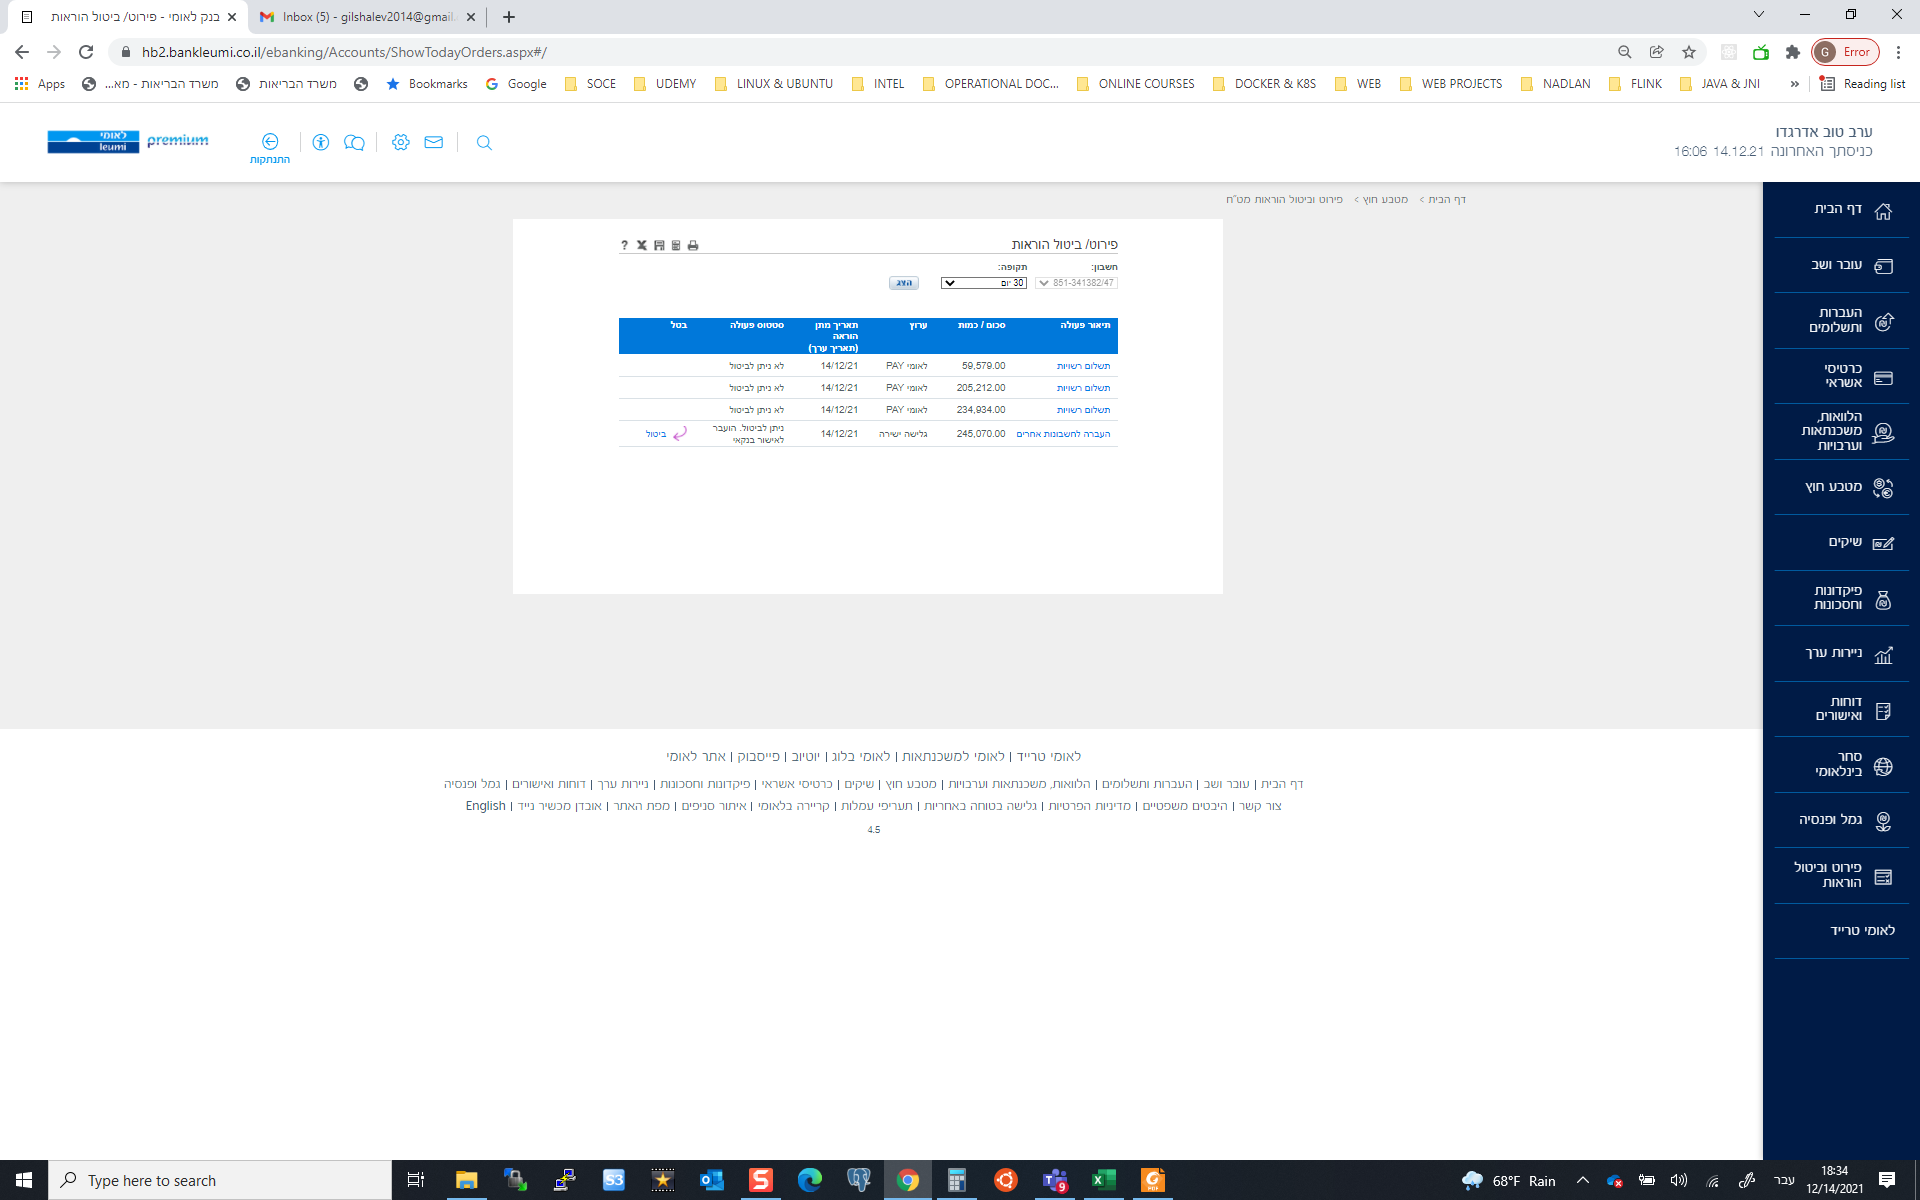 בנק לאומי - פירוט/ ביטול הוראות
Inbox (5) - gilshalev2014@gmail.
hb2.bankleumi.co.il/ebanking/Accounts/ShowTodayOrders.aspx#/
G Error
Apps
משרד הבריאות - מא...
משרד הבריאות
Bookmarks
Google
SOCE
UDEMY
LINUX & UBUNTU
INTEL
OPERATIONAL DOC...
ONLINE COURSES
DOCKER & K8S
WEB
WEB PROJECTS
NADLAN
FLINK
JAVA & JNI
»
Reading list
לאומי
leumi
premium
התנתקות
ערב טוב אדרגדו
כניסתך האחרונה 14.12.21 16:06
דף הבית > מטבע חוץ > פירוט וביטול הוראות מט"ח
פירוט/ ביטול הוראות
חשבון: תקופה:
851-341382/47 30 יום הצג
תיאור פעולה סכום / כמות ערוץ תאריך מתן הוראה (תאריך ערך) סטטוס פעולה בטל
תשלום רשויות 59,579.00 לאומי PAY 14/12/21 לא ניתן לביטול
תשלום רשויות 205,212.00 לאומי PAY 14/12/21 לא ניתן לביטול
תשלום רשויות 234,934.00 לאומי PAY 14/12/21 לא ניתן לביטול
העברה לחשבונות אחרים 245,070.00 גלישה ישירה 14/12/21 ניתן לביטול. הועבר לאישור בנקאי ביטול
דף הבית
עובר ושב
העברות
ותשלומים
כרטיסי
אשראי
הלוואות,
משכנתאות
וערבויות
מטבע חוץ
שיקים
פיקדונות
וחסכונות
ניירות ערך
דוחות
ואישורים
סחר
בינלאומי
גמל ופנסיה
פירוט וביטול
הוראות
לאומי טרייד
לאומי טרייד | לאומי למשכנתאות | לאומי בלוג | יוטיוב | פייסבוק | אתר לאומי
דף הבית | עובר ושב | העברות ותשלומים | הלוואות, משכנתאות וערבויות | מטבע חוץ | שיקים | כרטיסי אשראי | פיקדונות וחסכונות | ניירות ערך | דוחות ואישורים | גמל ופנסיה
צור קשר | היבטים משפטיים | מדיניות הפרטיות | גלישה בטוחה באחריות | תעריפי עמלות | קריירה בלאומי | איתור סניפים | מפת האתר | אובדן מכשיר נייד | English
4.5
Type here to search
68°F Rain
עבר
18:34
12/14/2021